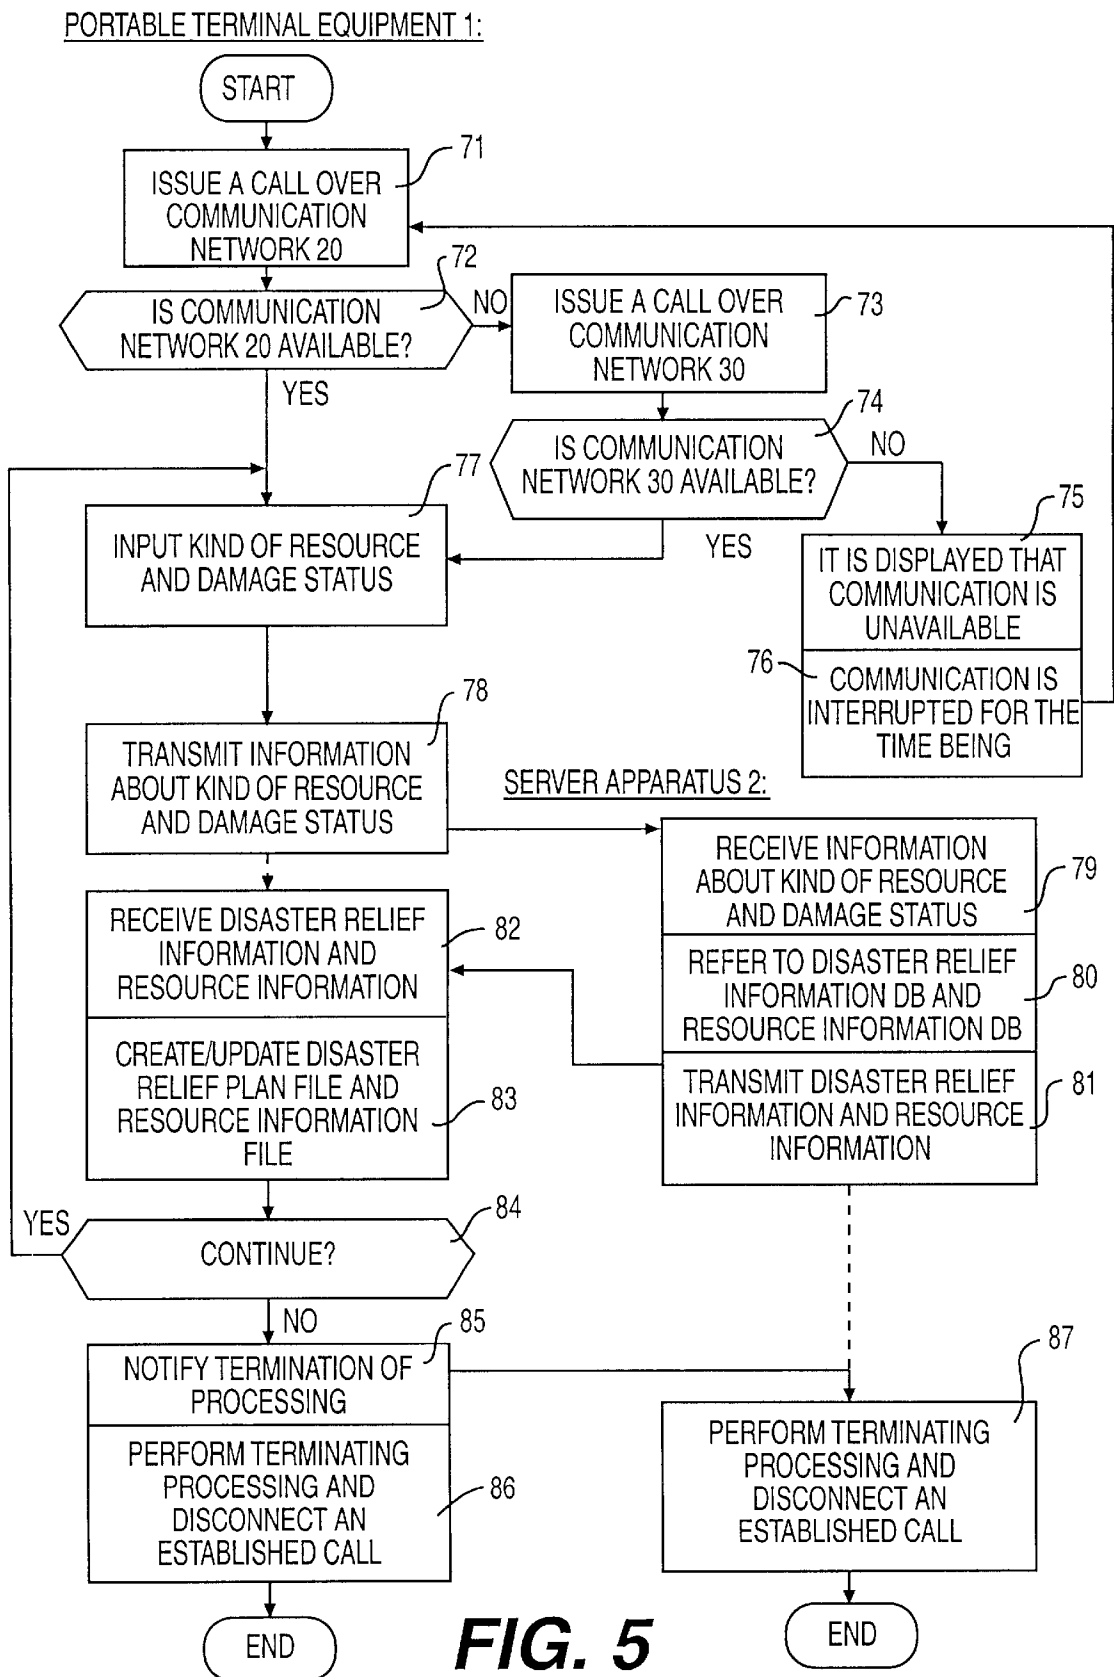 PORTABLE TERMINAL EQUIPMENT 1:
START
71
ISSUE A CALL OVER
COMMUNICATION
NETWORK 20
72
IS COMMUNICATION
NETWORK 20 AVAILABLE?
NO
YES
73
ISSUE A CALL OVER
COMMUNICATION
NETWORK 30
74
IS COMMUNICATION
NETWORK 30 AVAILABLE?
NO
YES
75
IT IS DISPLAYED THAT
COMMUNICATION IS
UNAVAILABLE
76
COMMUNICATION IS
INTERRUPTED FOR THE
TIME BEING
77
INPUT KIND OF RESOURCE
AND DAMAGE STATUS
78
TRANSMIT INFORMATION
ABOUT KIND OF RESOURCE
AND DAMAGE STATUS
SERVER APPARATUS 2:
RECEIVE INFORMATION
ABOUT KIND OF RESOURCE
AND DAMAGE STATUS
79
REFER TO DISASTER RELIEF
INFORMATION DB AND
RESOURCE INFORMATION DB
80
TRANSMIT DISASTER RELIEF
INFORMATION AND RESOURCE
INFORMATION
81
RECEIVE DISASTER RELIEF
INFORMATION AND
RESOURCE INFORMATION
82
CREATE/UPDATE DISASTER
RELIEF PLAN FILE AND
RESOURCE INFORMATION
FILE
83
84
YES
CONTINUE?
NO
85
NOTIFY TERMINATION OF
PROCESSING
PERFORM TERMINATING
PROCESSING AND
DISCONNECT AN
ESTABLISHED CALL
86
END
87
PERFORM TERMINATING
PROCESSING AND
DISCONNECT AN
ESTABLISHED CALL
END
FIG. 5